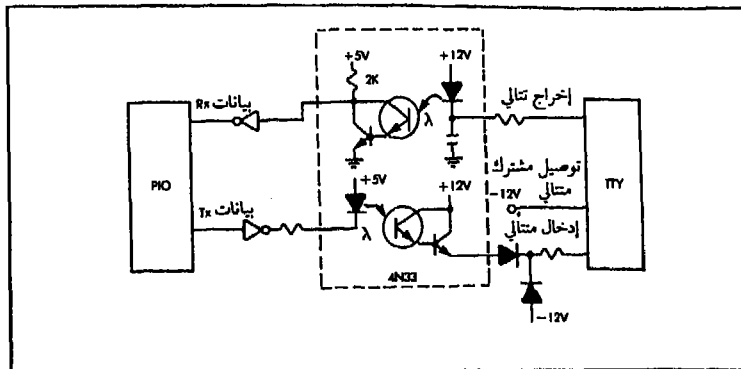 +5V
+12V
2K
بيانات Rx
إخراج تتالي
λ
PIO
TTY
توصيل مشترك
متتالي
-12V
+5V
+12V
بيانات Tx
إدخال متتالي
λ
4N33
-12V